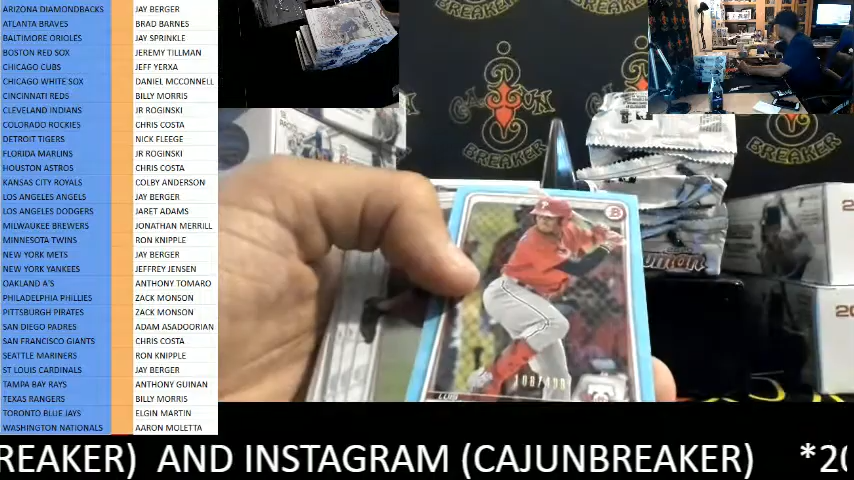 ARIZONA DIAMONDBACKS JAY BERGER
ATLANTA BRAVES BRAD BARNES
BALTIMORE ORIOLES JAY SPRINKLE
BOSTON RED SOX JEREMY TILLMAN
CHICAGO CUBS JEFF YERXA
CHICAGO WHITE SOX DANIEL MCCONNELL
CINCINNATI REDS BILLY MORRIS
CLEVELAND INDIANS JR ROGINSKI
COLORADO ROCKIES CHRIS COSTA
DETROIT TIGERS NICK FLEEGE
FLORIDA MARLINS JR ROGINSKI
HOUSTON ASTROS CHRIS COSTA
KANSAS CITY ROYALS COLBY ANDERSON
LOS ANGELES ANGELS JAY BERGER
LOS ANGELES DODGERS JARET ADAMS
MILWAUKEE BREWERS JONATHAN MERRILL
MINNESOTA TWINS RON KNIPPLE
NEW YORK METS JAY BERGER
NEW YORK YANKEES JEFFREY JENSEN
OAKLAND A'S ANTHONY TOMARO
PHILADELPHIA PHILLIES ZACK MONSON
PITTSBURGH PIRATES ZACK MONSON
SAN DIEGO PADRES ADAM ASADOORIAN
SAN FRANCISCO GIANTS CHRIS COSTA
SEATTLE MARINERS RON KNIPPLE
ST LOUIS CARDINALS JAY BERGER
TAMPA BAY RAYS ANTHONY GUINAN
TEXAS RANGERS BILLY MORRIS
TORONTO BLUE JAYS ELGIN MARTIN
WASHINGTON NATIONALS AARON MOLETTA
BREAKER
CAJUN
BREAKER
BREAKER
20
REAKER) AND INSTAGRAM (CAJUNBREAKER) *20